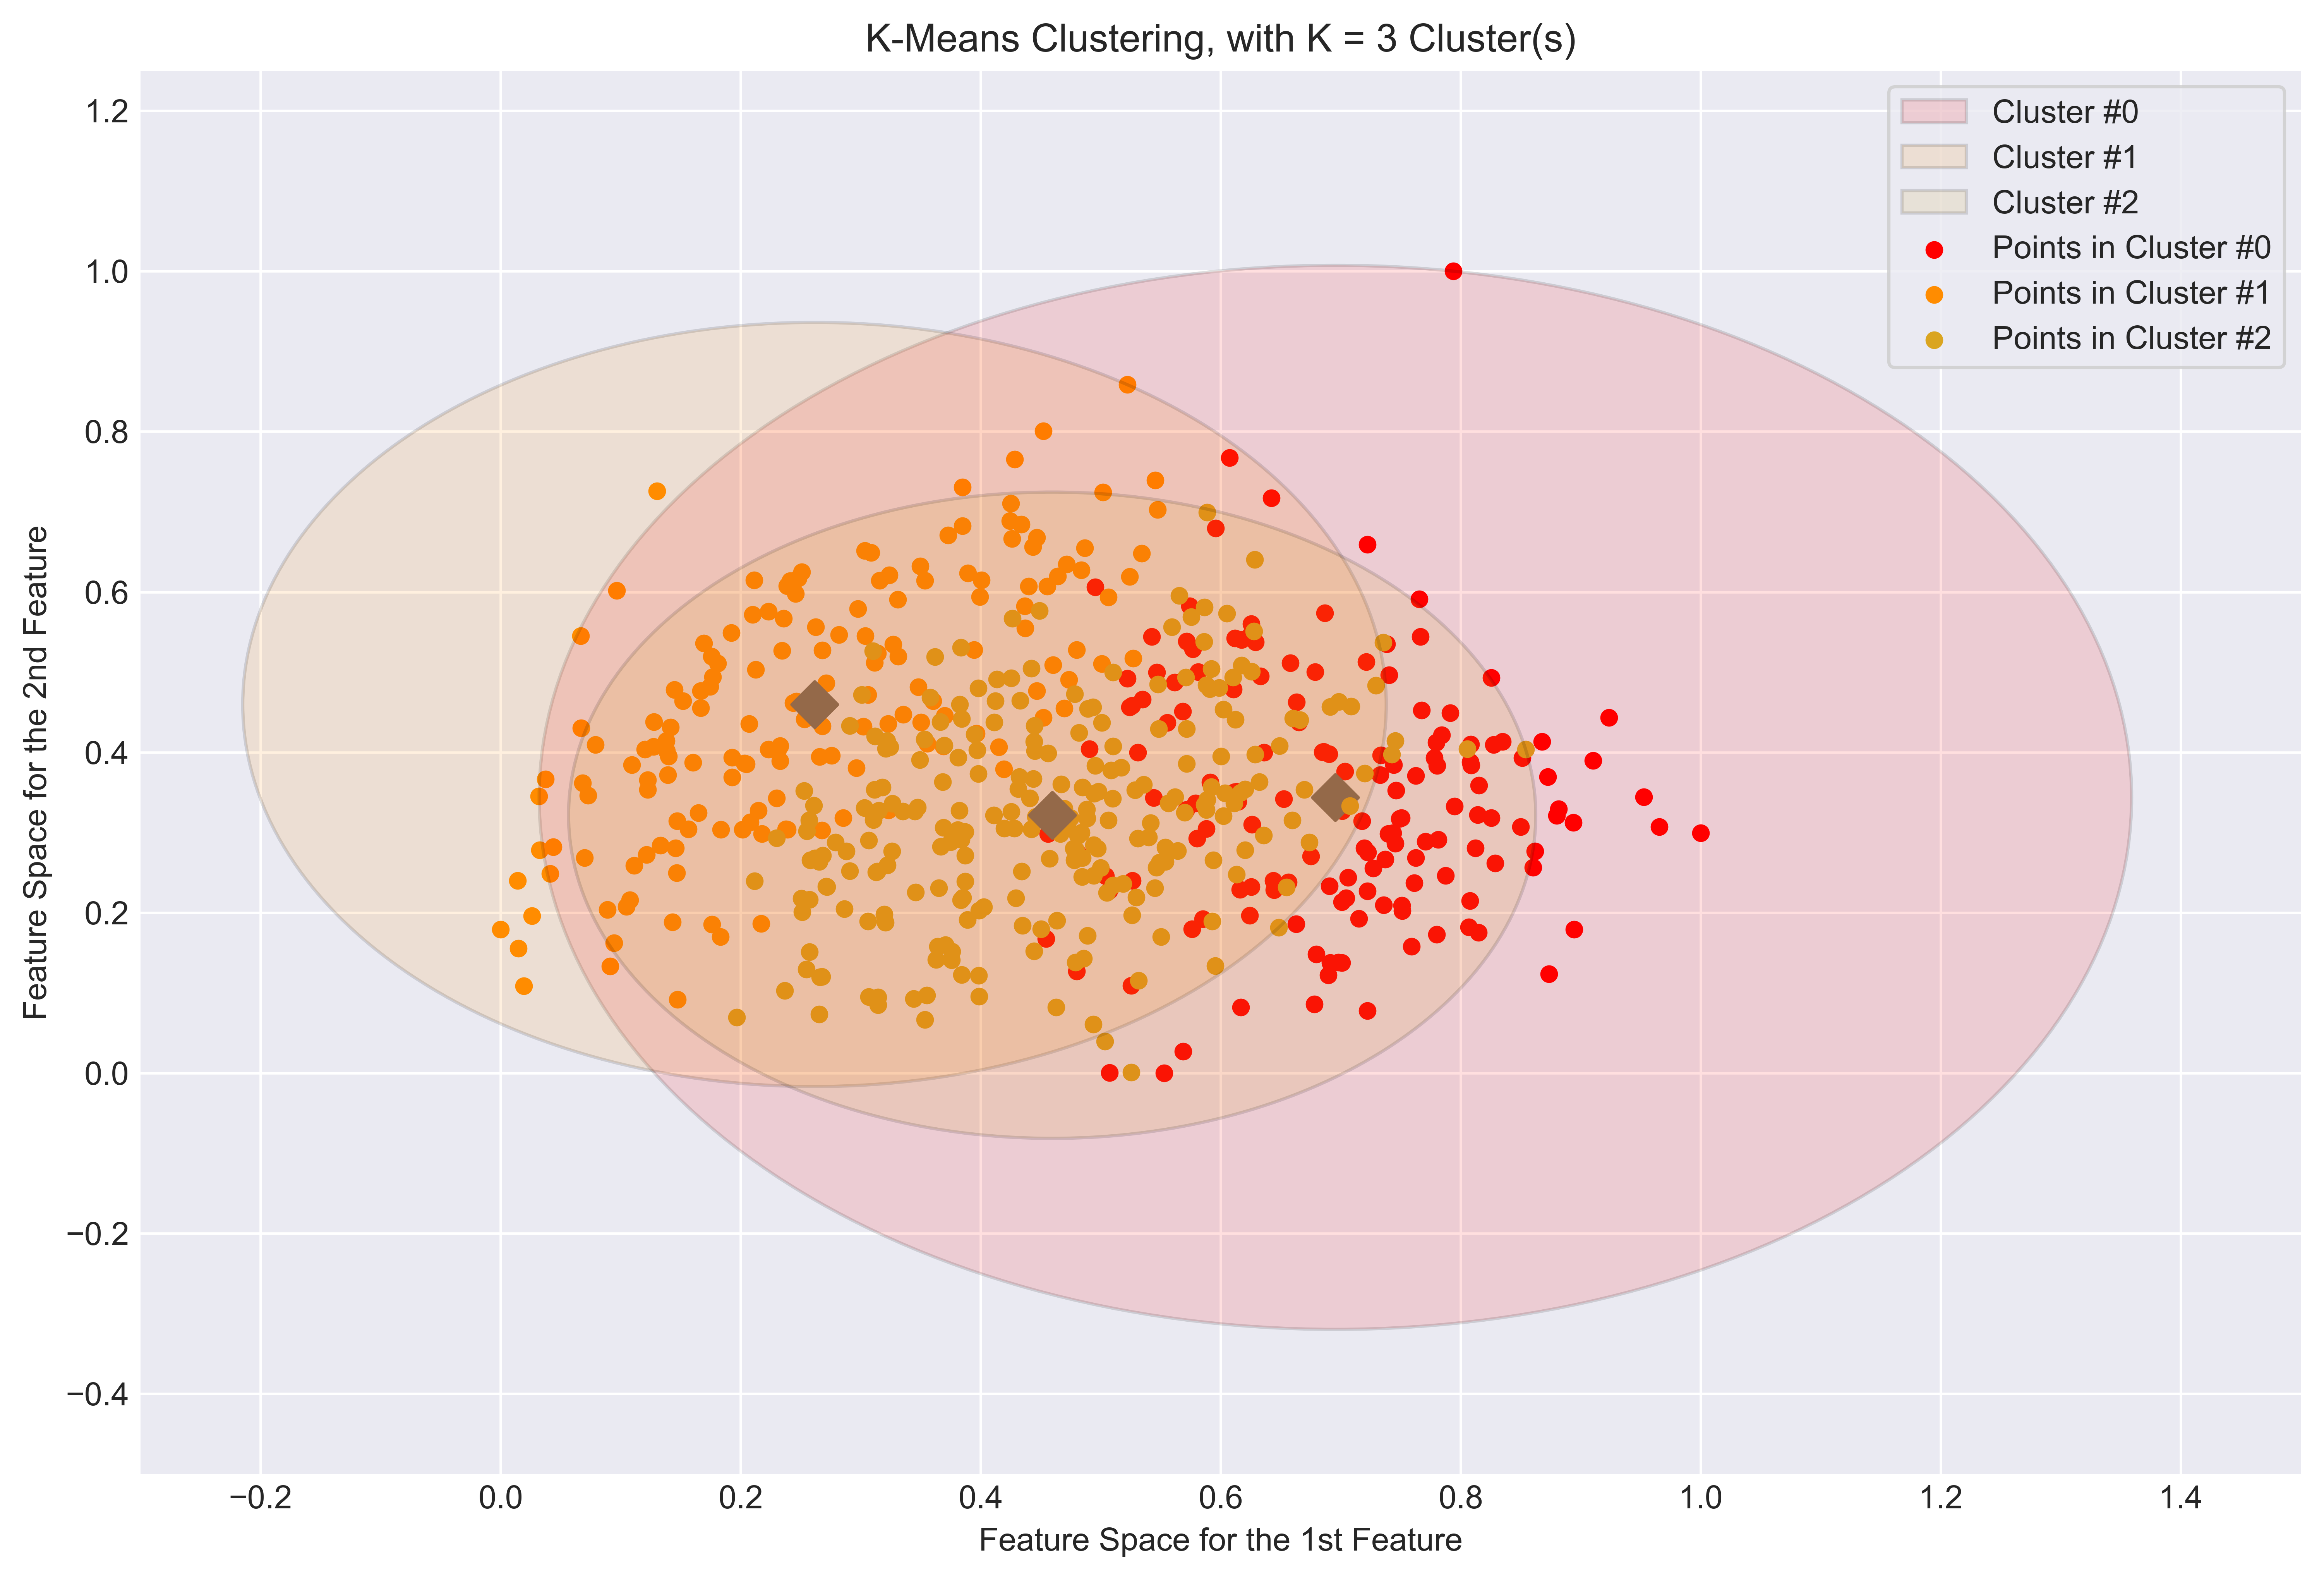 K-Means Clustering, with K = 3 Cluster(s)
Cluster #0
Cluster #1
Cluster #2
Points in Cluster #0
Points in Cluster #1
Points in Cluster #2
Feature Space for the 2nd Feature
1.2
1.0
0.8
0.6
0.4
0.2
0.0
−0.2
−0.4
−0.2 0.0 0.2 0.4 0.6 0.8 1.0 1.2 1.4
Feature Space for the 1st Feature